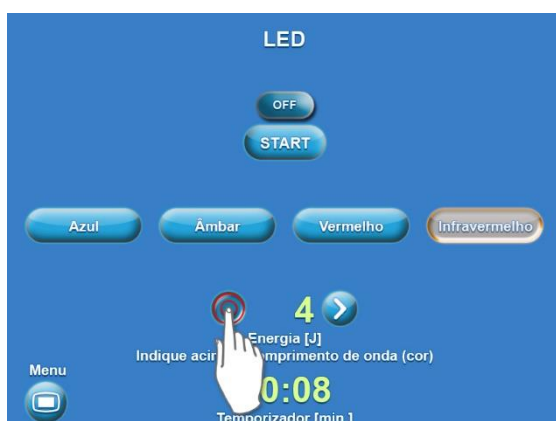 LED
OFF
START
Azul Âmbar Vermelho Infravermelho
4
Energia [J]
Indique comprimento de onda (cor)
Menu
0:08
Temporizador [min.]